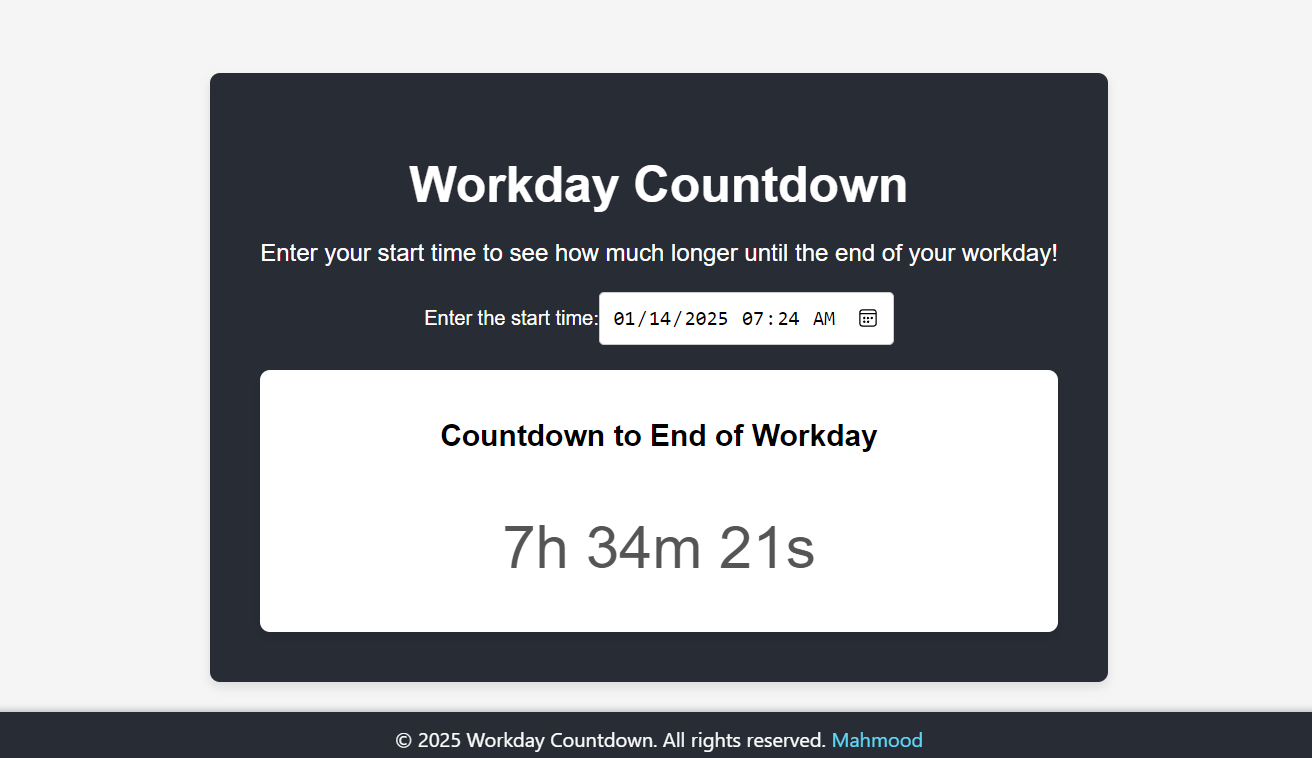 Workday Countdown
Enter your start time to see how much longer until the end of your workday!
Enter the start time: 01/14/2025 07:24 AM
Countdown to End of Workday
7h 34m 21s
© 2025 Workday Countdown. All rights reserved. Mahmood